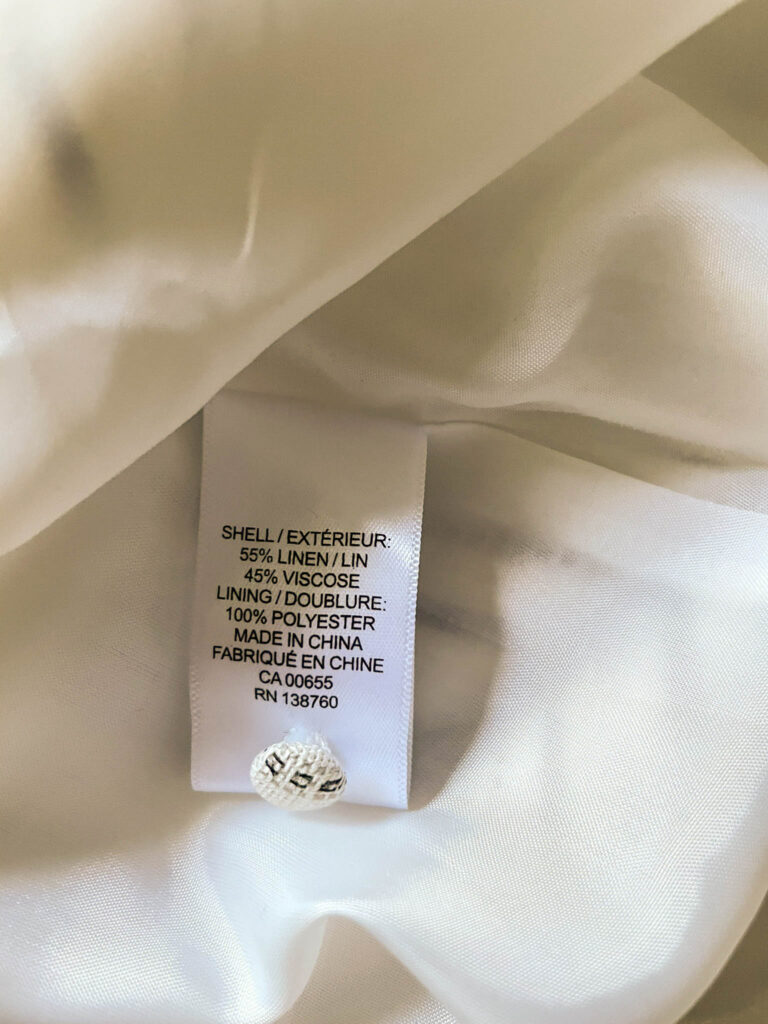 SHELL / EXTÉRIEUR:
55% LINEN / LIN
45% VISCOSE
LINING / DOUBLURE:
100% POLYESTER
MADE IN CHINA
FABRIQUÉ EN CHINE
CA 00655
RN 138760